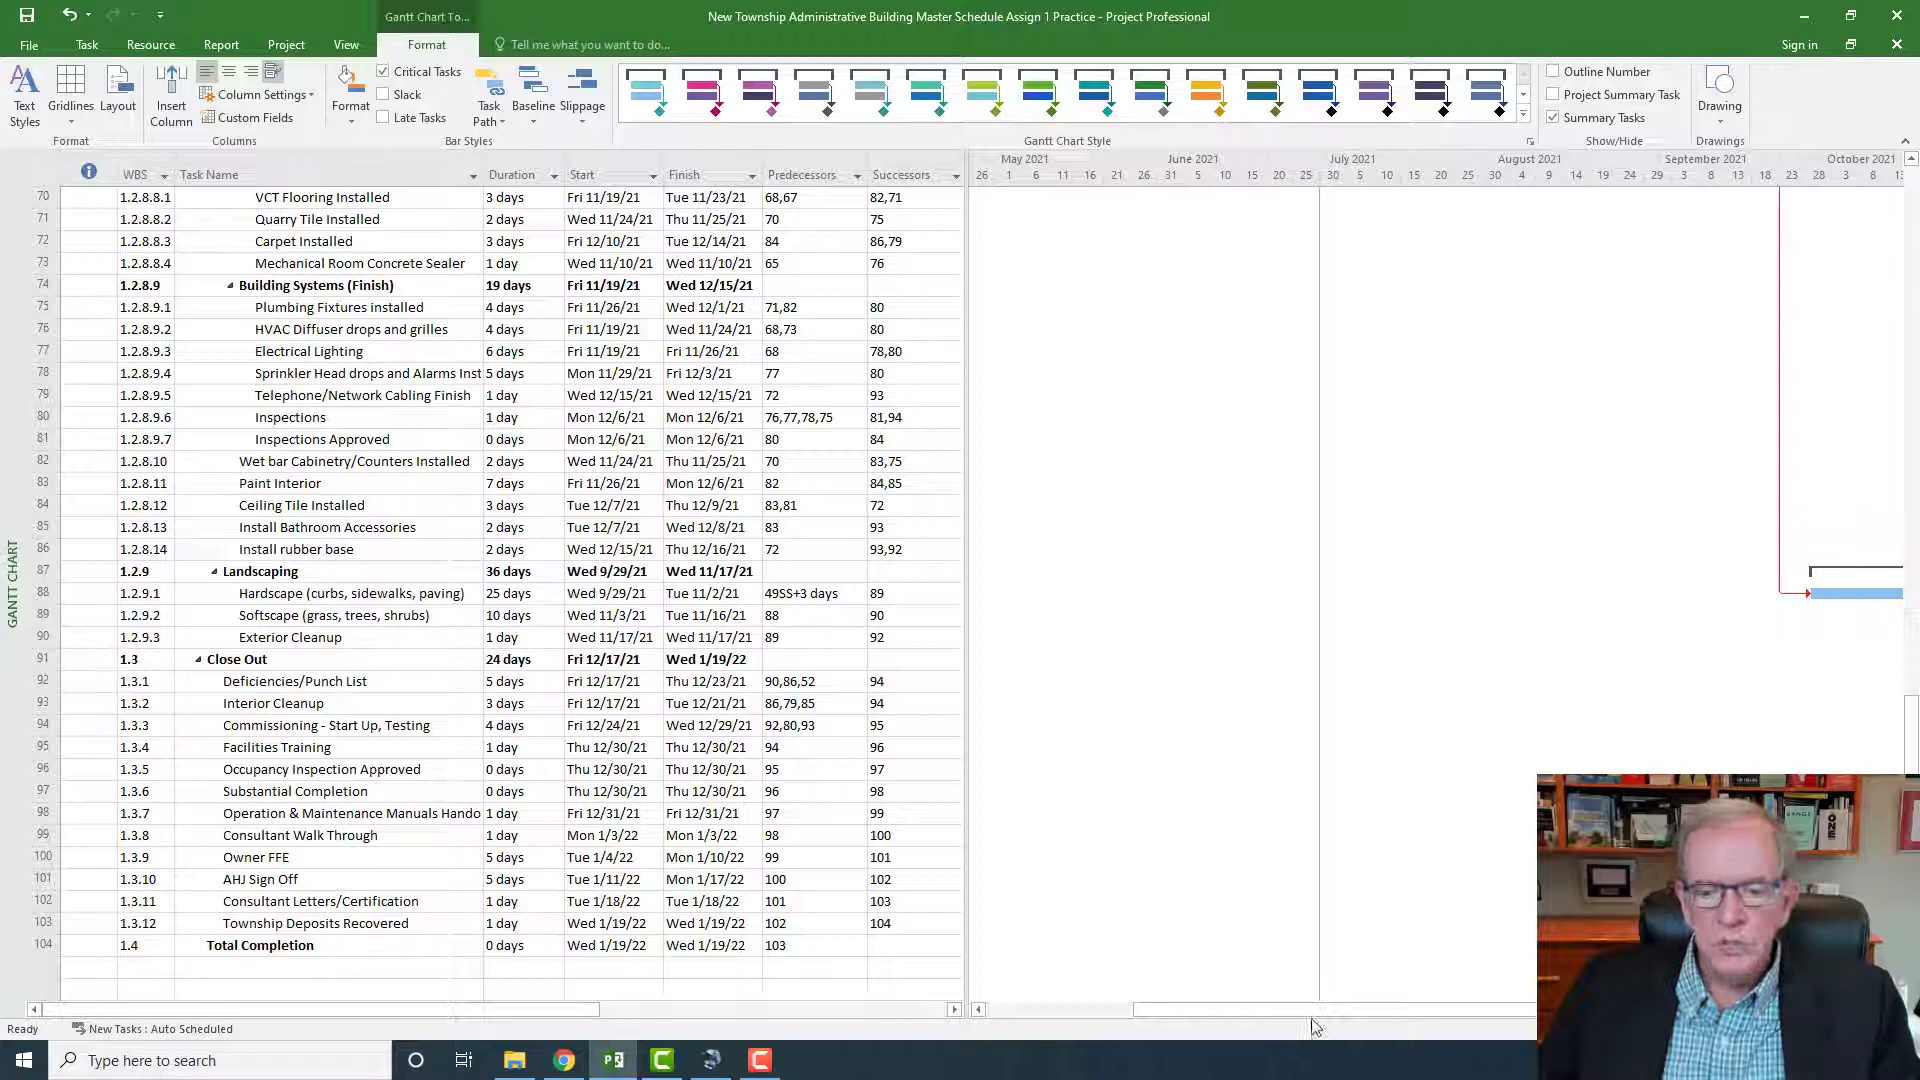 Gantt Chart To...
New Township Administrative Building Master Schedule Assign 1 Practice - Project Professional
File Task Resource Report Project View Format Tell me what you want to do... Sign in
Text Styles
Gridlines
Layout
Format
Insert Column
Column Settings
Custom Fields
Columns
Format
Critical Tasks
Slack
Late Tasks
Task Path
Baseline
Slippage
Bar Styles
Gantt Chart Style
Outline Number
Project Summary Task
Summary Tasks
Show/Hide
Drawing
Drawings
WBS Task Name Duration Start Finish Predecessors Successors
May 2021 June 2021 July 2021 August 2021 September 2021 October 2021
26 1 6 11 16 21 26 31 5 10 15 20 25 30 5 10 15 20 25 30 4 9 14 19 24 29 3 8 13 18 23 28 3 8 13
70 1.2.8.8.1 VCT Flooring Installed 3 days Fri 11/19/21 Tue 11/23/21 68,67 82,71
71 1.2.8.8.2 Quarry Tile Installed 2 days Wed 11/24/21 Thu 11/25/21 70 75
72 1.2.8.8.3 Carpet Installed 3 days Fri 12/10/21 Tue 12/14/21 84 86,79
73 1.2.8.8.4 Mechanical Room Concrete Sealer 1 day Wed 11/10/21 Wed 11/10/21 65 76
74 1.2.8.9 Building Systems (Finish) 19 days Fri 11/19/21 Wed 12/15/21
75 1.2.8.9.1 Plumbing Fixtures installed 4 days Fri 11/26/21 Wed 12/1/21 71,82 80
76 1.2.8.9.2 HVAC Diffuser drops and grilles 4 days Fri 11/19/21 Wed 11/24/21 68,73 80
77 1.2.8.9.3 Electrical Lighting 6 days Fri 11/19/21 Fri 11/26/21 68 78,80
78 1.2.8.9.4 Sprinkler Head drops and Alarms Inst 5 days Mon 11/29/21 Fri 12/3/21 77 80
79 1.2.8.9.5 Telephone/Network Cabling Finish 1 day Wed 12/15/21 Wed 12/15/21 72 93
80 1.2.8.9.6 Inspections 1 day Mon 12/6/21 Mon 12/6/21 76,77,78,75 81,94
81 1.2.8.9.7 Inspections Approved 0 days Mon 12/6/21 Mon 12/6/21 80 84
82 1.2.8.10 Wet bar Cabinetry/Counters Installed 2 days Wed 11/24/21 Thu 11/25/21 70 83,75
83 1.2.8.11 Paint Interior 7 days Fri 11/26/21 Mon 12/6/21 82 84,85
84 1.2.8.12 Ceiling Tile Installed 3 days Tue 12/7/21 Thu 12/9/21 83,81 72
85 1.2.8.13 Install Bathroom Accessories 2 days Tue 12/7/21 Wed 12/8/21 83 93
86 1.2.8.14 Install rubber base 2 days Wed 12/15/21 Thu 12/16/21 72 93,92
87 1.2.9 Landscaping 36 days Wed 9/29/21 Wed 11/17/21
88 1.2.9.1 Hardscape (curbs, sidewalks, paving) 25 days Wed 9/29/21 Tue 11/2/21 49SS+3 days 89
89 1.2.9.2 Softscape (grass, trees, shrubs) 10 days Wed 11/3/21 Tue 11/16/21 88 90
90 1.2.9.3 Exterior Cleanup 1 day Wed 11/17/21 Wed 11/17/21 89 92
91 1.3 Close Out 24 days Fri 12/17/21 Wed 1/19/22
92 1.3.1 Deficiencies/Punch List 5 days Fri 12/17/21 Thu 12/23/21 90,86,52 94
93 1.3.2 Interior Cleanup 3 days Fri 12/17/21 Tue 12/21/21 86,79,85 94
94 1.3.3 Commissioning - Start Up, Testing 4 days Fri 12/24/21 Wed 12/29/21 92,80,93 95
95 1.3.4 Facilities Training 1 day Thu 12/30/21 Thu 12/30/21 94 96
96 1.3.5 Occupancy Inspection Approved 0 days Thu 12/30/21 Thu 12/30/21 95 97
97 1.3.6 Substantial Completion 0 days Thu 12/30/21 Thu 12/30/21 96 98
98 1.3.7 Operation & Maintenance Manuals Hando 1 day Fri 12/31/21 Fri 12/31/21 97 99
99 1.3.8 Consultant Walk Through 1 day Mon 1/3/22 Mon 1/3/22 98 100
100 1.3.9 Owner FFE 5 days Tue 1/4/22 Mon 1/10/22 99 101
101 1.3.10 AHJ Sign Off 5 days Tue 1/11/22 Mon 1/17/22 100 102
102 1.3.11 Consultant Letters/Certification 1 day Tue 1/18/22 Tue 1/18/22 101 103
103 1.3.12 Township Deposits Recovered 1 day Wed 1/19/22 Wed 1/19/22 102 104
104 1.4 Total Completion 0 days Wed 1/19/22 Wed 1/19/22 103
GANTT CHART
RANGE
ONE
Ready New Tasks : Auto Scheduled
Type here to search